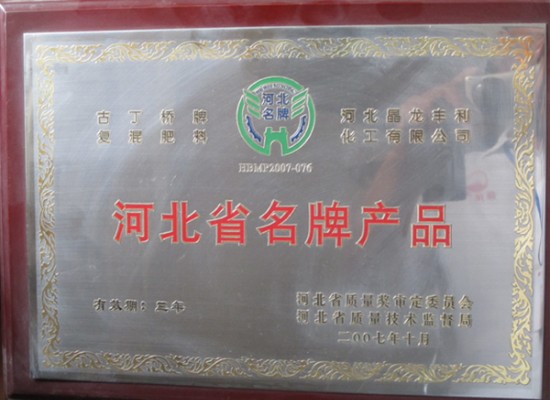 古丁桥牌
复混肥料
河北
名牌
HBMP2007-076
河北晶龙丰利
化工有限公司
河北省名牌产品
有效期：三年
河北省质量奖审定委员会
河北省质量技术监督局
二〇〇七年十月